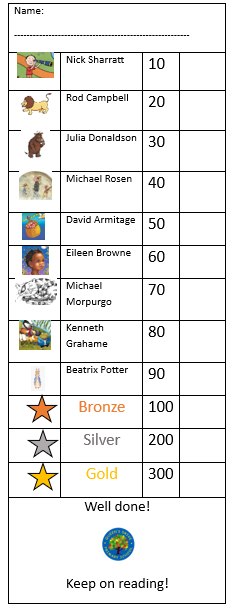 Name:
------------------------------------------------------------
Nick Sharratt 10
Rod Campbell 20
Julia Donaldson 30
Michael Rosen 40
David Armitage 50
Eileen Browne 60
Michael
Morpurgo 70
Kenneth
Grahame 80
Beatrix Potter 90
Bronze 100
Silver 200
Gold 300
Well done!
Keep on reading!